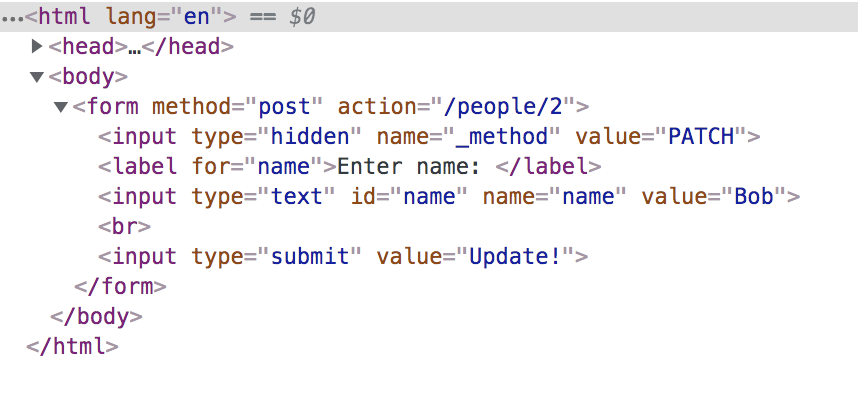 …<html lang="en"> == $0
▶<head>…</head>
▼<body>
▼<form method="post" action="/people/2">
<input type="hidden" name="_method" value="PATCH">
<label for="name">Enter name: </label>
<input type="text" id="name" name="name" value="Bob">
<br>
<input type="submit" value="Update!">
</form>
</body>
</html>